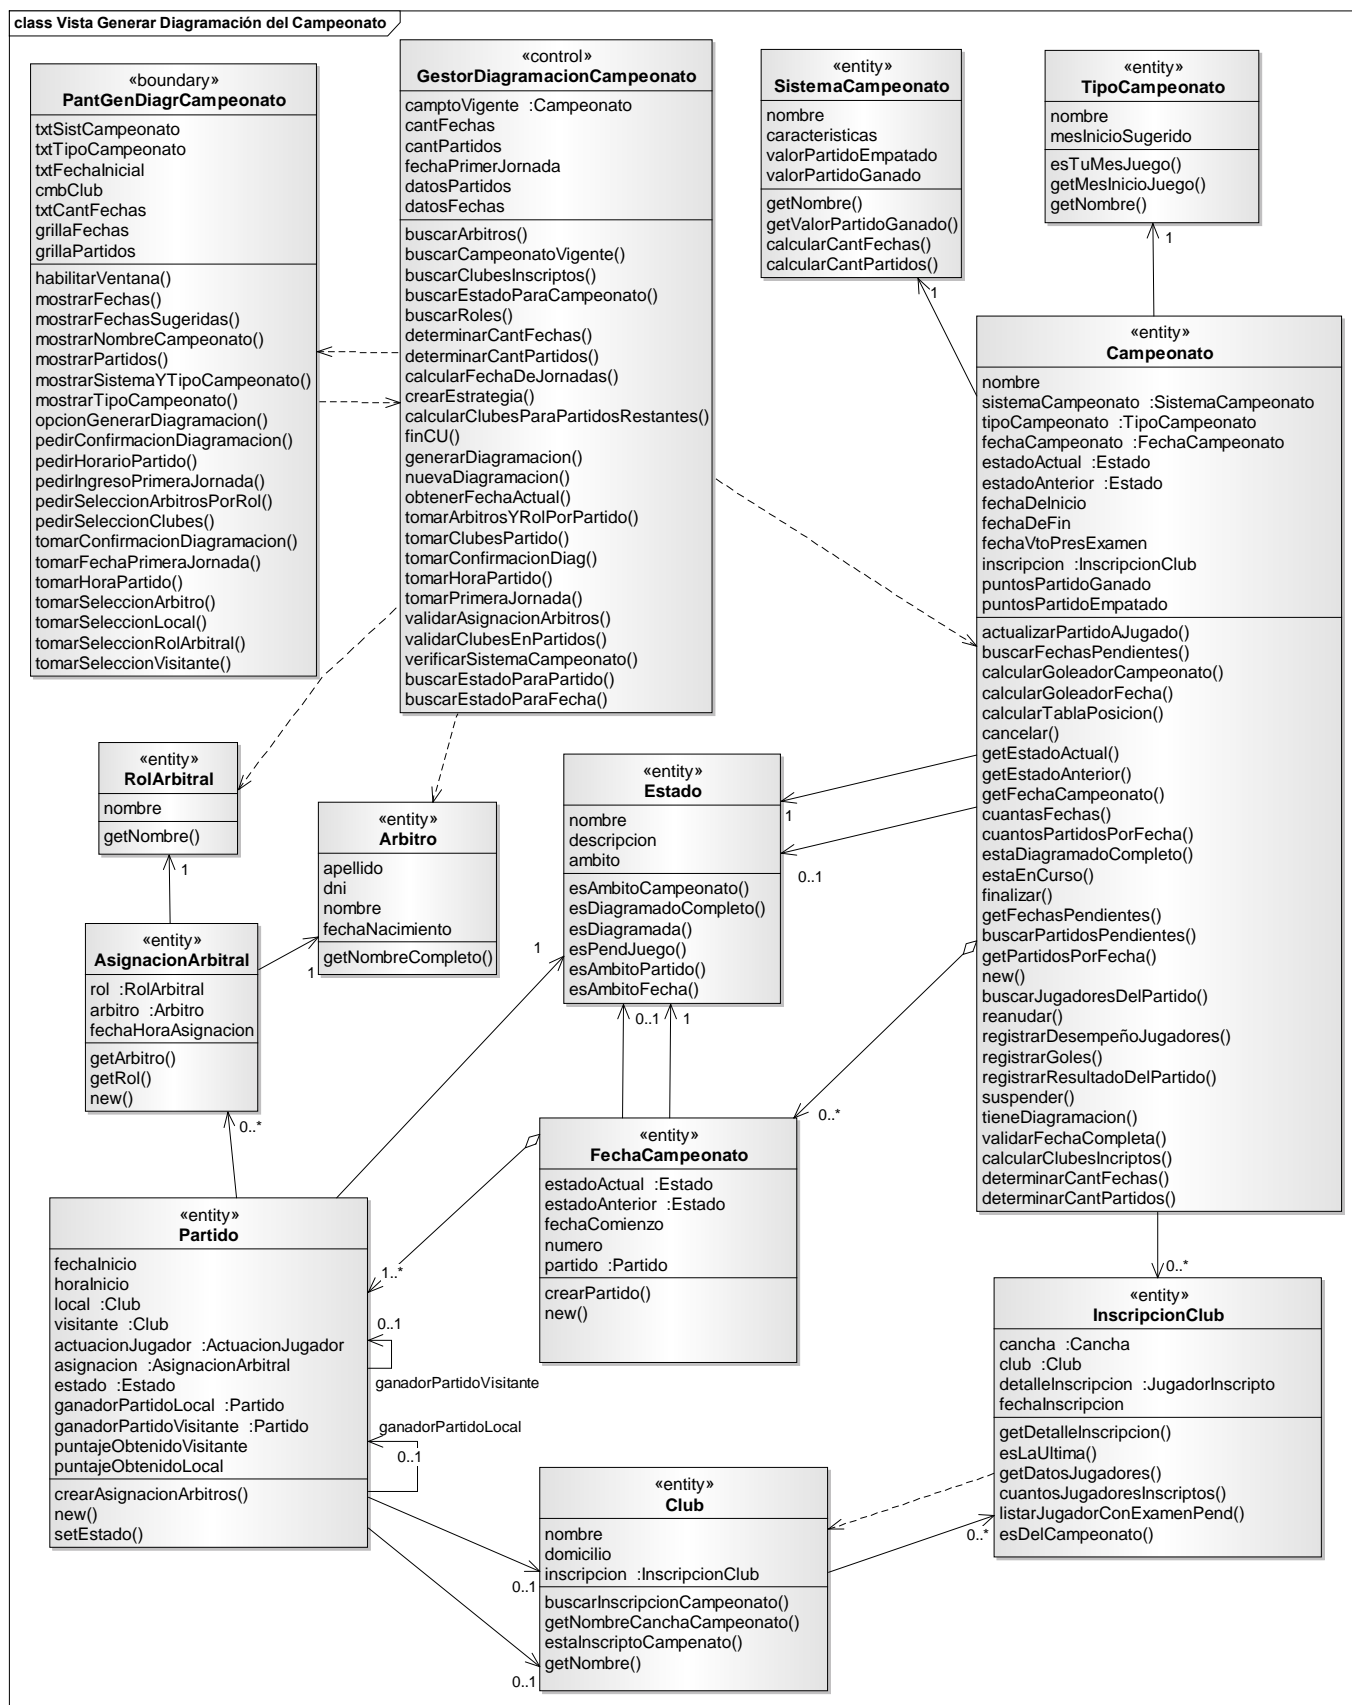 class Vista Generar Diagramación del Campeonato
«boundary»
PantGenDiagrCampeonato
txtSistCampeonato
txtTipoCampeonato
txtFechaInicial
cmbClub
txtCantFechas
grillaFechas
grillaPartidos
habilitarVentana()
mostrarFechas()
mostrarFechasSugeridas()
mostrarNombreCampeonato()
mostrarPartidos()
mostrarSistemaYTipoCampeonato()
mostrarTipoCampeonato()
opcionGenerarDiagramacion()
pedirConfirmacionDiagramacion()
pedirHorarioPartido()
pedirIngresoPrimeraJornada()
pedirSeleccionArbitrosPorRol()
pedirSeleccionClubes()
tomarConfirmacionDiagramacion()
tomarFechaPrimeraJornada()
tomarHoraPartido()
tomarSeleccionArbitro()
tomarSeleccionLocal()
tomarSeleccionRolArbitral()
tomarSeleccionVisitante()
«control»
GestorDiagramacionCampeonato
camptoVigente :Campeonato
cantFechas
cantPartidos
fechaPrimerJornada
datosPartidos
datosFechas
buscarArbitros()
buscarCampeonatoVigente()
buscarClubesInscriptos()
buscarEstadoParaCampeonato()
buscarRoles()
determinarCantFechas()
determinarCantPartidos()
calcularFechaDeJornadas()
crearEstrategia()
calcularClubesParaPartidosRestantes()
finCU()
generarDiagramacion()
nuevaDiagramacion()
obtenerFechaActual()
tomarArbitrosYRolPorPartido()
tomarClubesPartido()
tomarConfirmacionDiag()
tomarHoraPartido()
tomarPrimeraJornada()
validarAsignacionArbitros()
validarClubesEnPartidos()
verificarSistemaCampeonato()
buscarEstadoParaPartido()
buscarEstadoParaFecha()
«entity»
SistemaCampeonato
nombre
caracteristicas
valorPartidoEmpatado
valorPartidoGanado
getNombre()
getValorPartidoGanado()
calcularCantFechas()
calcularCantPartidos()
1
«entity»
TipoCampeonato
nombre
mesInicioSugerido
esTuMesJuego()
getMesInicioJuego()
getNombre()
1
«entity»
Campeonato
nombre
sistemaCampeonato :SistemaCampeonato
tipoCampeonato :TipoCampeonato
fechaCampeonato :FechaCampeonato
estadoActual :Estado
estadoAnterior :Estado
fechaDeInicio
fechaDeFin
fechaVtoPresExamen
inscripcion :InscripcionClub
puntosPartidoGanado
puntosPartidoEmpatado
actualizarPartidoAJugado()
buscarFechasPendientes()
calcularGoleadorCampeonato()
calcularGoleadorFecha()
calcularTablaPosicion()
cancelar()
getEstadoActual()
getEstadoAnterior()
getFechaCampeonato()
cuantasFechas()
cuantosPartidosPorFecha()
estaDiagramadoCompleto()
estaEnCurso()
finalizar()
getFechasPendientes()
buscarPartidosPendientes()
getPartidosPorFecha()
new()
buscarJugadoresDelPartido()
reanudar()
registrarDesempeñoJugadores()
registrarGoles()
registrarResultadoDelPartido()
suspender()
tieneDiagramacion()
validarFechaCompleta()
calcularClubesIncriptos()
determinarCantFechas()
determinarCantPartidos()
«entity»
RolArbitral
nombre
getNombre()
1
«entity»
Arbitro
apellido
dni
nombre
fechaNacimiento
getNombreCompleto()
1
«entity»
Estado
nombre
descripcion
ambito
esAmbitoCampeonato()
esDiagramadoCompleto()
esDiagramada()
esPendJuego()
esAmbitoPartido()
esAmbitoFecha()
1
0..1
1
0..1
1
«entity»
AsignacionArbitral
rol :RolArbitral
arbitro :Arbitro
fechaHoraAsignacion
getArbitro()
getRol()
new()
0..*
«entity»
FechaCampeonato
estadoActual :Estado
estadoAnterior :Estado
fechaComienzo
numero
partido :Partido
crearPartido()
new()
0..*
«entity»
Partido
fechaInicio
horaInicio
local :Club
visitante :Club
actuacionJugador :ActuacionJugador
asignacion :AsignacionArbitral
estado :Estado
ganadorPartidoLocal :Partido
ganadorPartidoVisitante :Partido
puntajeObtenidoVisitante
puntajeObtenidoLocal
crearAsignacionArbitros()
new()
setEstado()
1..*
0..1
ganadorPartidoVisitante
ganadorPartidoLocal
0..1
«entity»
Club
nombre
domicilio
inscripcion :InscripcionClub
buscarInscripcionCampeonato()
getNombreCanchaCampeonato()
estaInscriptoCampenato()
getNombre()
0..1
0..1
«entity»
InscripcionClub
cancha :Cancha
club :Club
detalleInscripcion :JugadorInscripto
fechaInscripcion
getDetalleInscripcion()
esLaUltima()
getDatosJugadores()
cuantosJugadoresInscriptos()
listarJugadorConExamenPend()
esDelCampeonato()
0..*
0..*